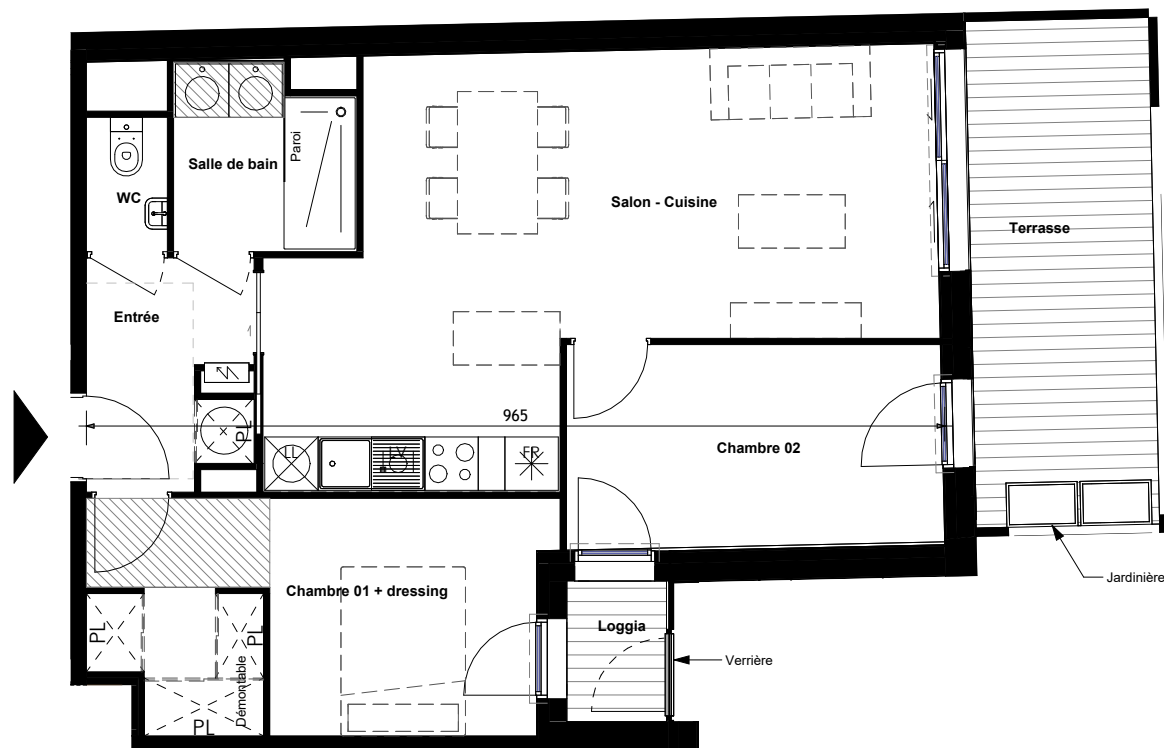 Paroi
Salle de bain
WC
Salon - Cuisine
Terrasse
Entrée
PL
965
LL
LV
FR
Chambre 02
Jardinière
Chambre 01 + dressing
PL
PL
Démontable
PL
Loggia
Verrière